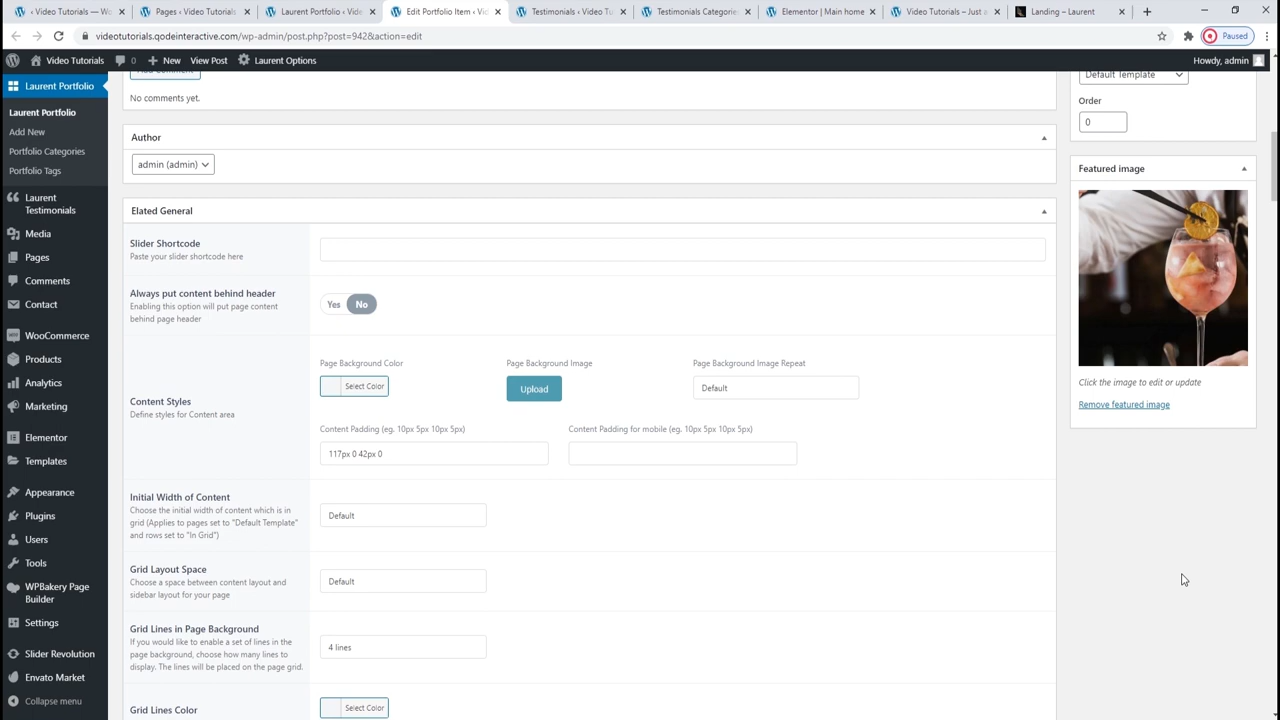 ‹ Video Tutorials — Wo
Pages ‹ Video Tutorials
Laurent Portfolio ‹ Vide
Edit Portfolio Item ‹ Vi
Testimonials ‹ Video Tu
Testimonials Categories
Elementor | Main home
Video Tutorials – Just a
Landing – Laurent
videotutorials.qodeinteractive.com/wp-admin/post.php?post=942&action=edit
Paused
Video Tutorials
0
New
View Post
Laurent Options
Howdy, admin
Laurent Portfolio
Laurent Portfolio
Add New
Portfolio Categories
Portfolio Tags
Laurent
Testimonials
Media
Pages
Comments
Contact
WooCommerce
Products
Analytics
Marketing
Elementor
Templates
Appearance
Plugins
Users
Tools
WPBakery Page
Builder
Settings
Slider Revolution
Envato Market
Collapse menu
Add Comment
No comments yet.
Author
admin (admin)
Elated General
Slider Shortcode
Paste your slider shortcode here
Always put content behind header
Enabling this option will put page content
behind page header
Yes
No
Content Styles
Define styles for Content area
Page Background Color
Select Color
Page Background Image
Upload
Page Background Image Repeat
Default
Content Padding (eg. 10px 5px 10px 5px)
117px 0 42px 0
Content Padding for mobile (eg. 10px 5px 10px 5px)
Initial Width of Content
Choose the initial width of content which is in
grid (Applies to pages set to "Default Template"
and rows set to "In Grid")
Default
Grid Layout Space
Choose a space between content layout and
sidebar layout for your page
Default
Grid Lines in Page Background
If you would like to enable a set of lines in the
page background, choose how many lines to
display. The lines will be placed on the page grid.
4 lines
Grid Lines Color
Select Color
Default Template
Order
0
Featured image
Click the image to edit or update
Remove featured image